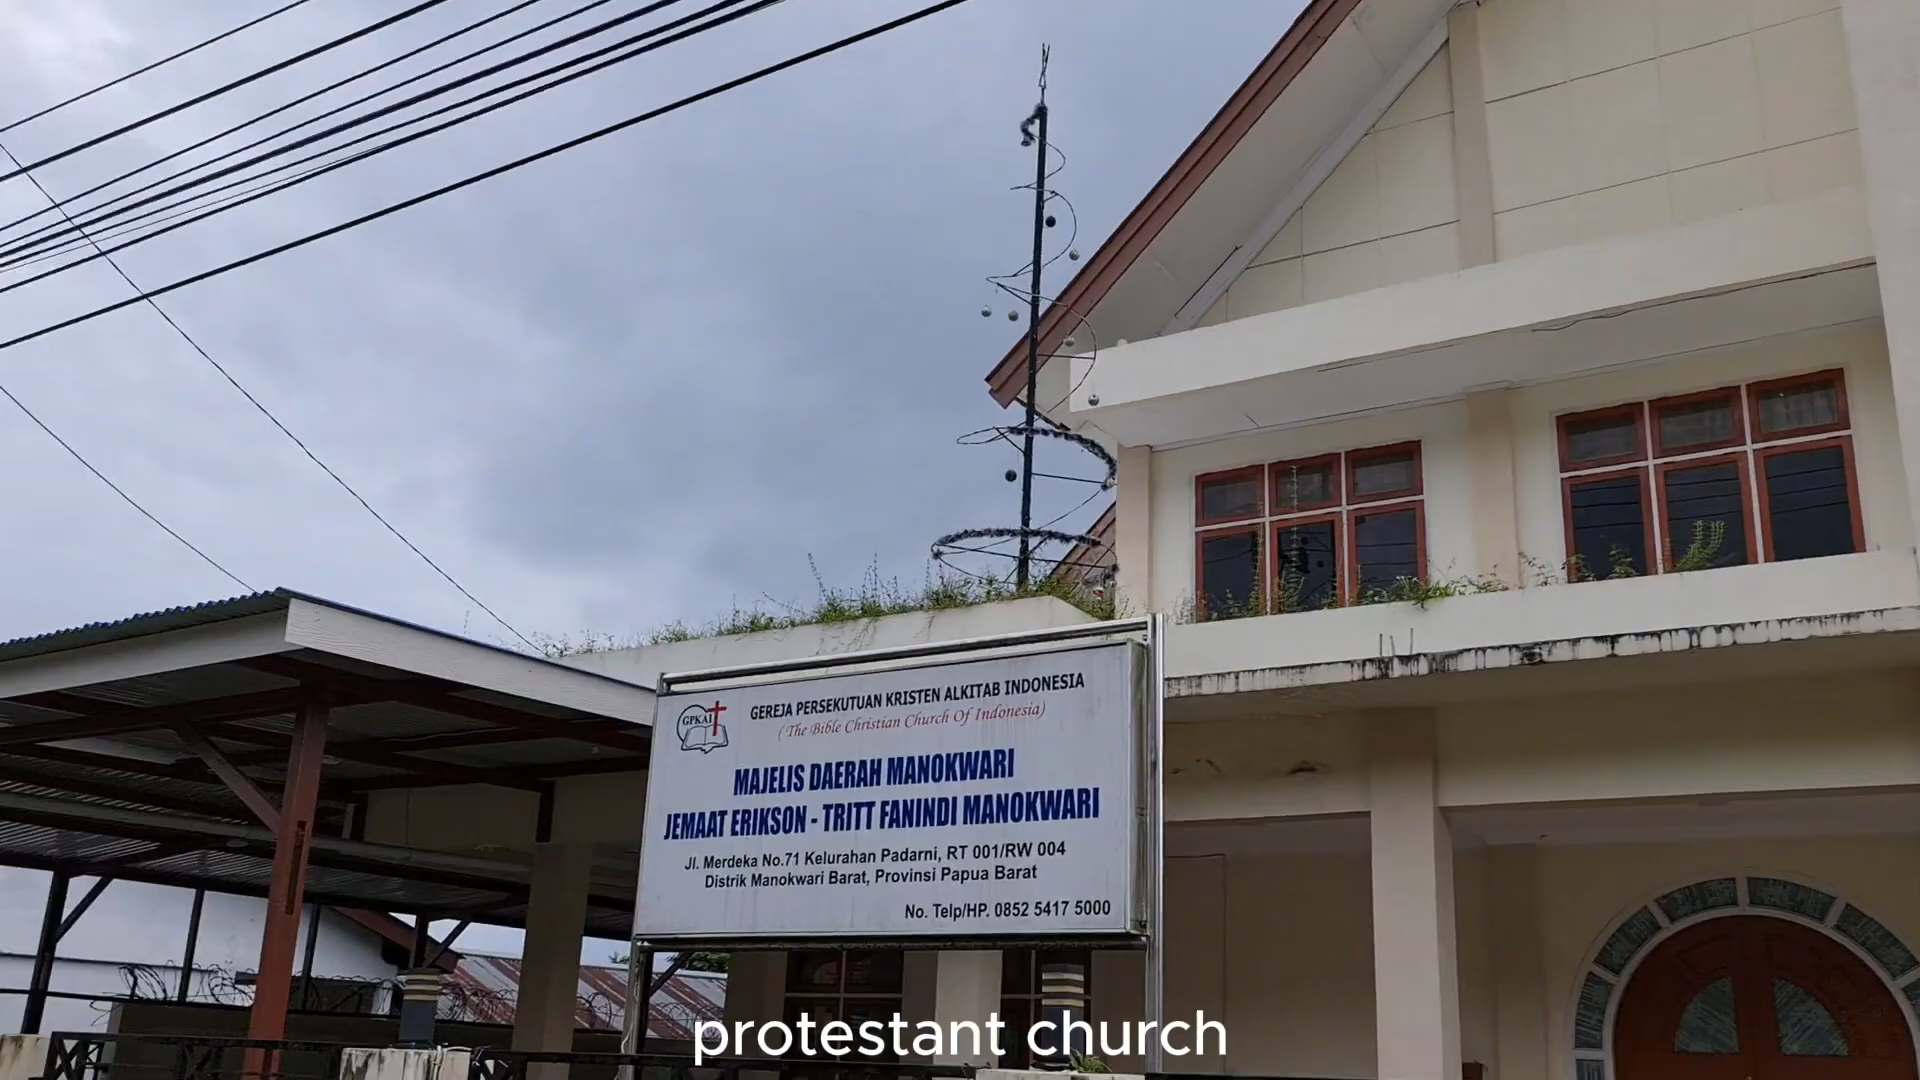 GPKAI
GEREJA PERSEKUTUAN KRISTEN ALKITAB INDONESIA
( The Bible Christian Church Of Indonesia)
MAJELIS DAERAH MANOKWARI
JEMAAT ERIKSON - TRITT FANINDI MANOKWARI
Jl. Merdeka No.71 Kelurahan Padarni, RT 001/RW 004
Distrik Manokwari Barat, Provinsi Papua Barat
No. Telp/HP. 0852 5417 5000
protestant church